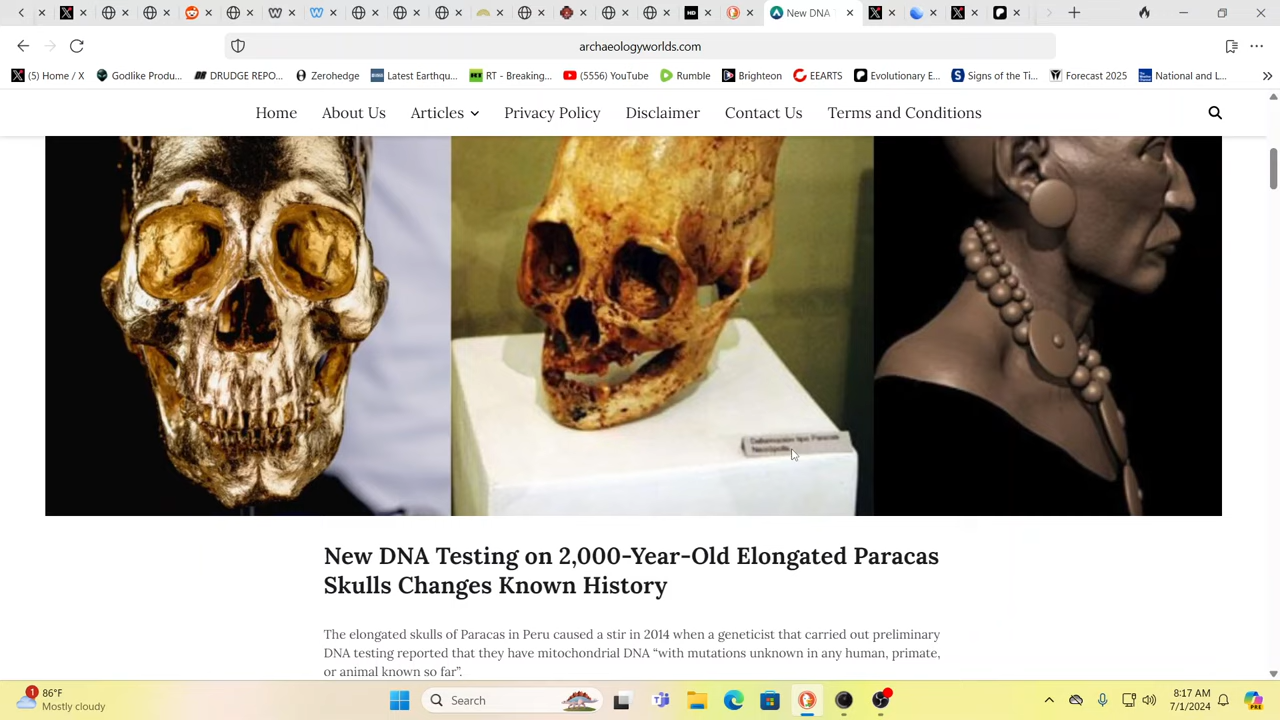 New DNA T
archaeologyworlds.com
(5) Home / X
Godlike Produ...
DRUDGE REPO...
Zerohedge
Latest Earthqu...
RT - Breaking...
(5556) YouTube
Rumble
Brighteon
EEARTS
Evolutionary E...
Signs of the Ti...
Forecast 2025
National and L...
Home
About Us
Articles
Privacy Policy
Disclaimer
Contact Us
Terms and Conditions
Deformación tipo Paracas
Necrópolis
New DNA Testing on 2,000-Year-Old Elongated Paracas
Skulls Changes Known History
The elongated skulls of Paracas in Peru caused a stir in 2014 when a geneticist that carried out preliminary
DNA testing reported that they have mitochondrial DNA “with mutations unknown in any human, primate,
or animal known so far”.
1
86°F
Mostly cloudy
Search
8:17 AM
7/1/2024